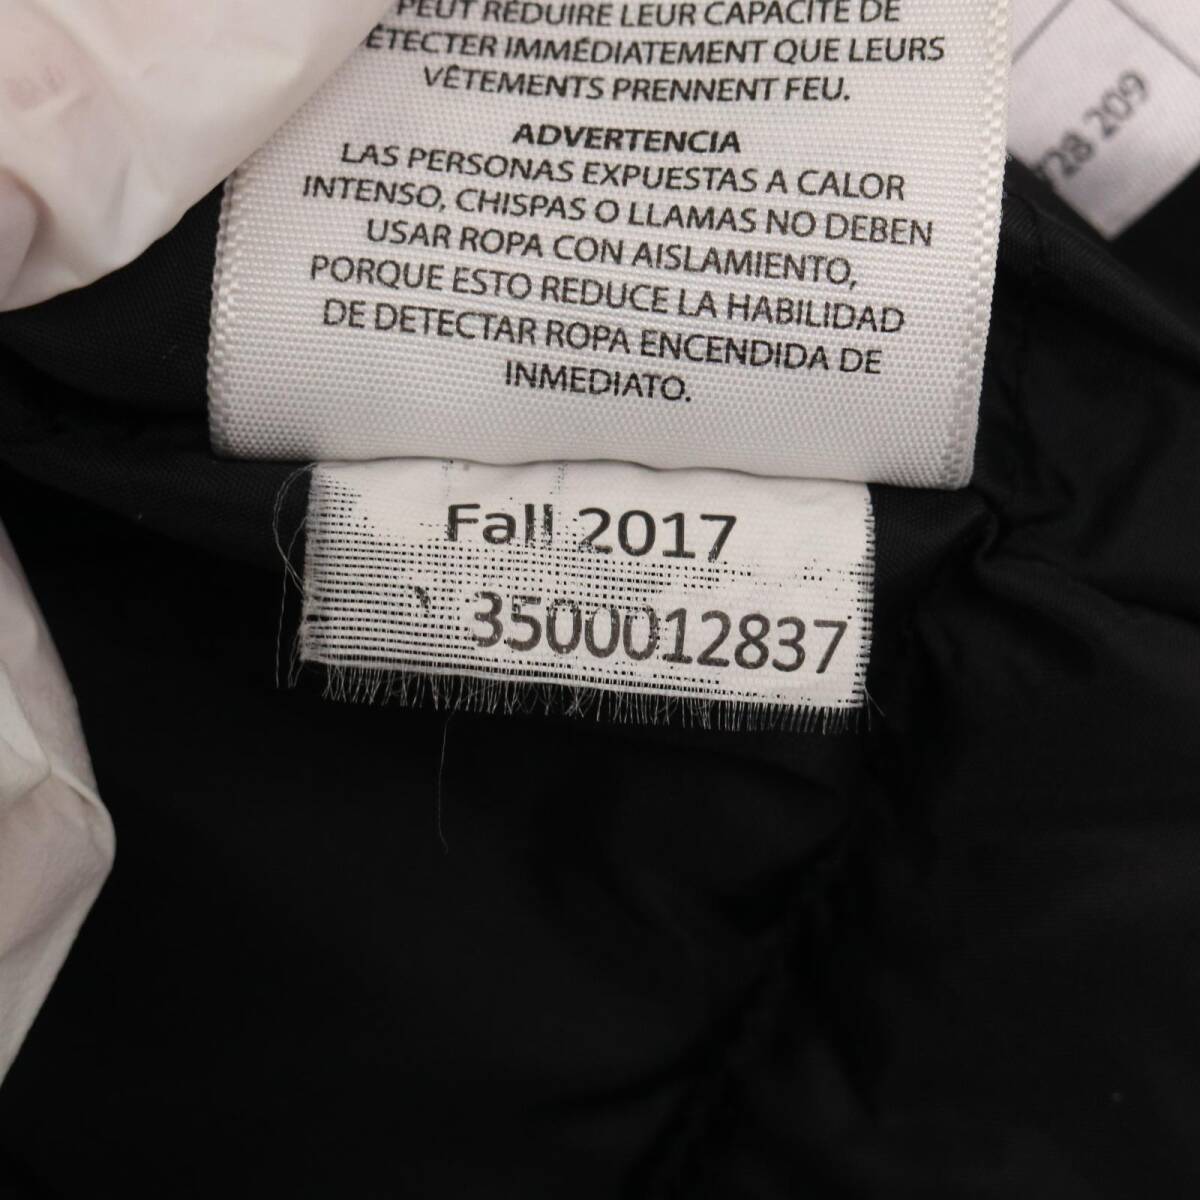 PEUT RÉDUIRE LEUR CAPACITÉ DE
DÉTECTER IMMÉDIATEMENT QUE LEURS
VÊTEMENTS PRENNENT FEU.
ADVERTENCIA
LAS PERSONAS EXPUESTAS A CALOR
INTENSO, CHISPAS O LLAMAS NO DEBEN
USAR ROPA CON AISLAMIENTO,
PORQUE ESTO REDUCE LA HABILIDAD
DE DETECTAR ROPA ENCENDIDA DE
INMEDIATO.
Fall 2017
3500012837
209